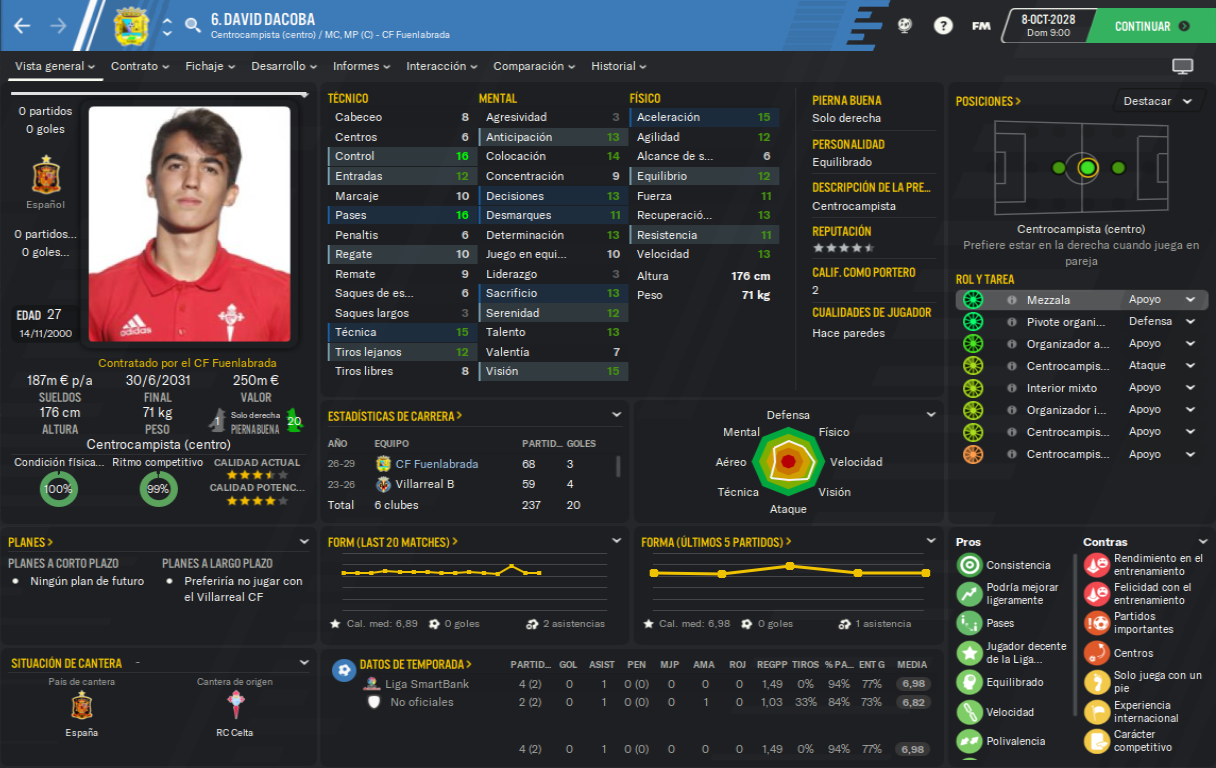 6. DAVID DACOBA
Centrocampista (centro) / MC, MP (C) - CF Fuenlabrada
?
FM
8-OCT-2028
Dom 9:00
CONTINUAR
Vista general
Contrato
Fichaje
Desarrollo
Informes
Interacción
Comparación
Historial
0 partidos
0 goles
Español
0 partidos...
0 goles...
EDAD 27
14/11/2000
adidas
Contratado por el CF Fuenlabrada
187m € p/a
SUELDOS
30/6/2031
FINAL
250m €
VALOR
176 cm
ALTURA
71 kg
PESO
1
Solo derecha
PIERNA BUENA
20
Centrocampista (centro)
Condición física...
100%
Ritmo competitivo
99%
CALIDAD ACTUAL
CALIDAD POTENC...
TÉCNICO
Cabeceo 8
Centros 6
Control 16
Entradas 12
Marcaje 10
Pases 16
Penaltis 6
Regate 10
Remate 9
Saques de es... 6
Saques largos 3
Técnica 15
Tiros lejanos 12
Tiros libres 8
MENTAL
Agresividad 3
Anticipación 13
Colocación 14
Concentración 9
Decisiones 13
Desmarques 11
Determinación 13
Juego en equi... 10
Liderazgo 3
Sacrificio 13
Serenidad 12
Talento 13
Valentía 7
Visión 15
FÍSICO
Aceleración 15
Agilidad 12
Alcance de s... 6
Equilibrio 12
Fuerza 11
Recuperació... 13
Resistencia 11
Velocidad 13
Altura 176 cm
Peso 71 kg
PIERNA BUENA
Solo derecha
PERSONALIDAD
Equilibrado
DESCRIPCIÓN DE LA PRE...
Centrocampista
REPUTACIÓN
CALIF. COMO PORTERO
2
CUALIDADES DE JUGADOR
Hace paredes
POSICIONES >
Destacar
Centrocampista (centro)
Prefiere estar en la derecha cuando juega en
pareja
ROL Y TAREA
Mezzala Apoyo
Pivote organi... Defensa
Organizador a... Apoyo
Centrocampis... Ataque
Interior mixto Apoyo
Organizador i... Apoyo
Centrocampis... Apoyo
Centrocampis... Apoyo
ESTADÍSTICAS DE CARRERA >
AÑO EQUIPO PARTID... GOLES
26-29 CF Fuenlabrada 68 3
23-26 Villarreal B 59 4
Total 6 clubes 237 20
Defensa
Físico
Velocidad
Visión
Ataque
Técnica
Aéreo
Mental
PLANES >
PLANES A CORTO PLAZO
Ningún plan de futuro
PLANES A LARGO PLAZO
Preferiría no jugar con
el Villarreal CF
FORM (LAST 20 MATCHES) >
Cal. med: 6,89 0 goles 2 asistencias
FORMA (ÚLTIMOS 5 PARTIDOS) >
Cal. med: 6,98 0 goles 1 asistencia
SITUACIÓN DE CANTERA -
País de cantera
España
Cantera de origen
RC Celta
DATOS DE TEMPORADA >
PARTID... GOL ASIST PEN MJP AMA ROJ REGPP TIROS % PA... ENT G MEDIA
Liga SmartBank 4 (2) 0 1 0 (0) 0 0 0 1,49 0% 94% 77% 6,98
No oficiales 2 (2) 0 1 0 (0) 0 1 0 1,03 33% 84% 73% 6,82
4 (2) 0 1 0 (0) 0 0 0 1,49 0% 94% 77% 6,98
Pros
Consistencia
Podría mejorar
ligeramente
Pases
Jugador decente
de la Liga...
Equilibrado
Velocidad
Polivalencia
Contras
Rendimiento en el
entrenamiento
Felicidad con el
entrenamiento
Partidos
importantes
Centros
Solo juega con un
pie
Experiencia
internacional
Carácter
competitivo